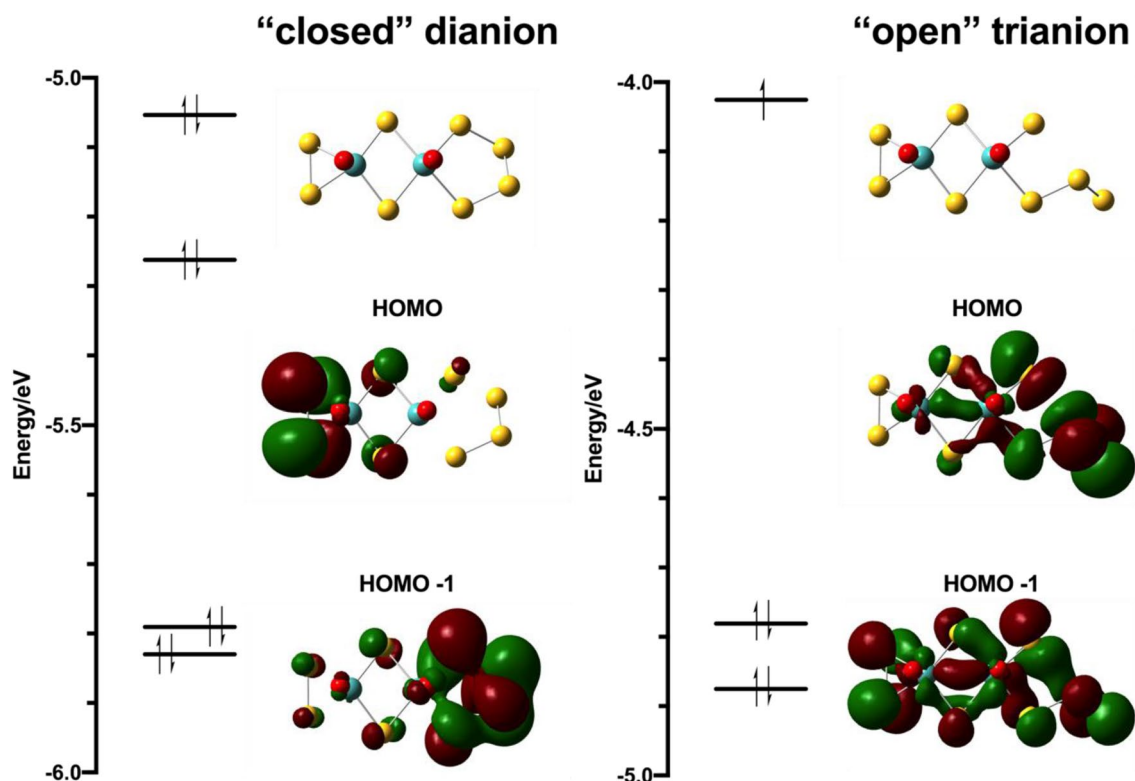 “closed” dianion
“open” trianion
-5.0
-5.5
-6.0
Energy/eV
HOMO
HOMO -1
-4.0
-4.5
-5.0
Energy/eV
HOMO
HOMO -1